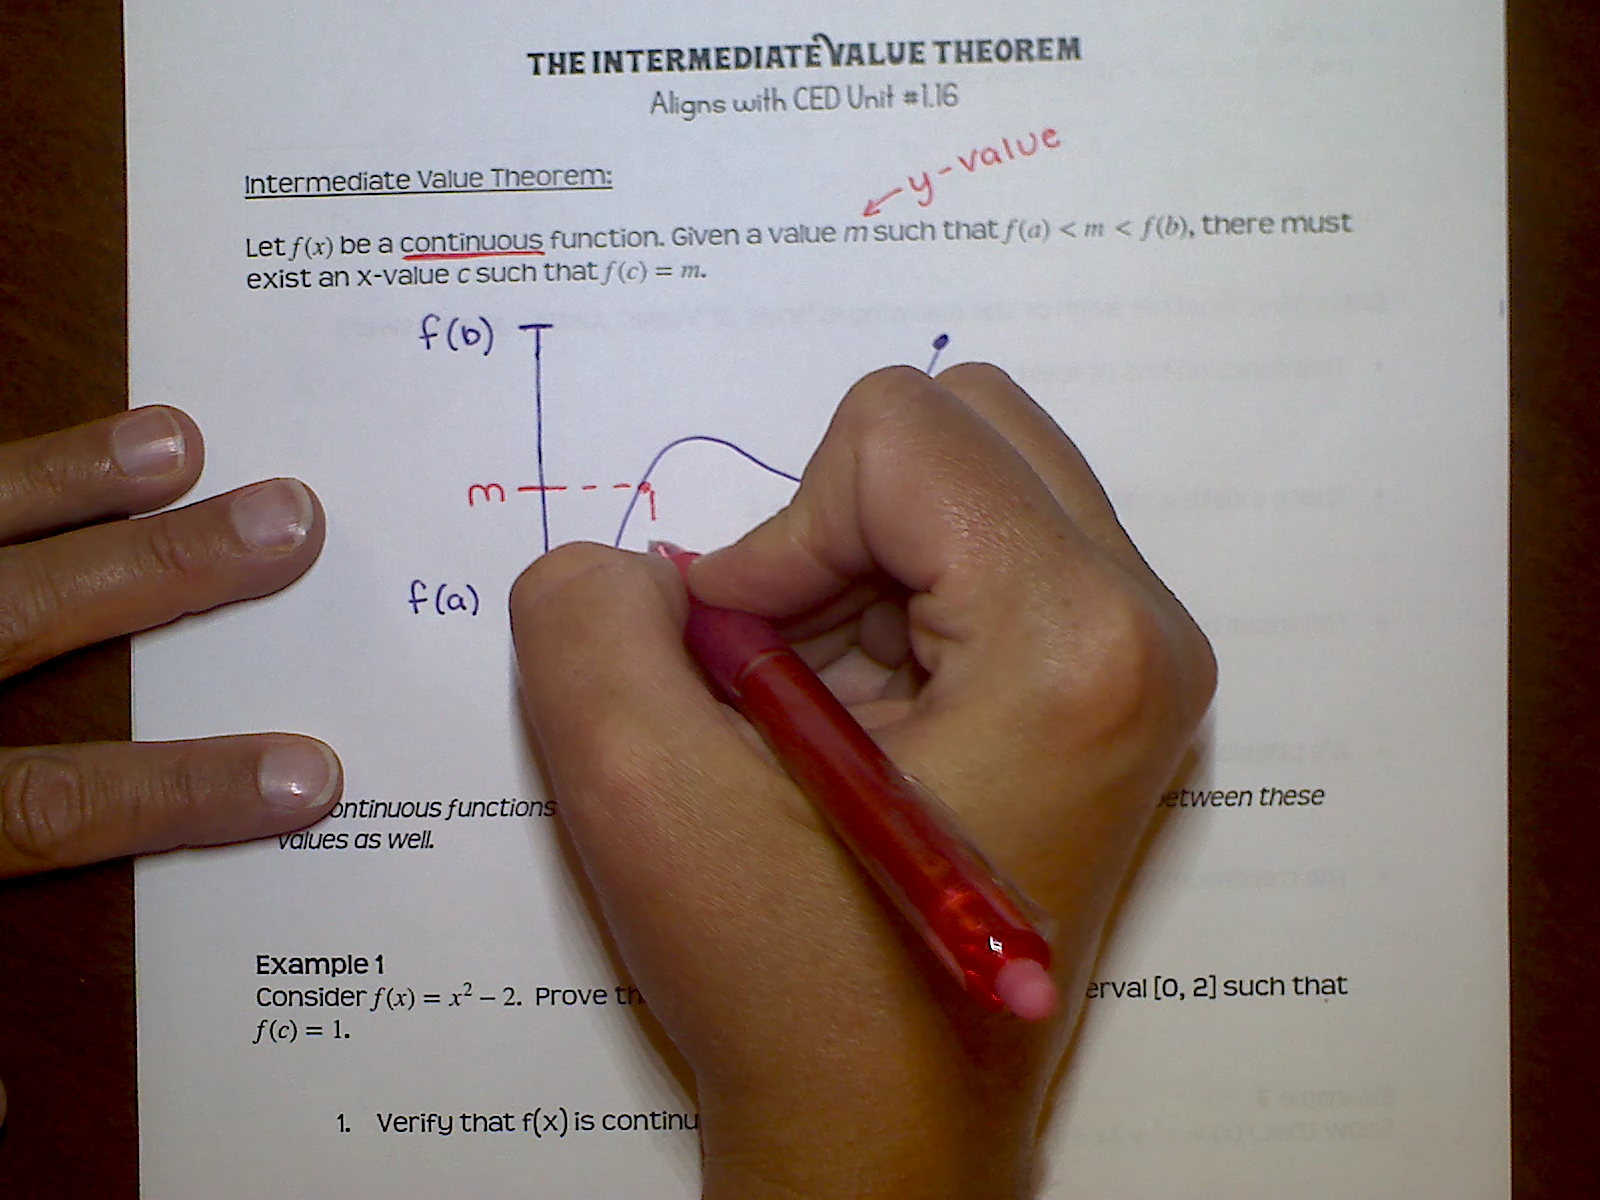 THE INTERMEDIATE VALUE THEOREM
Aligns with CED Unit #1.16
y-value
Intermediate Value Theorem:
Let f(x) be a continuous function. Given a value m such that f(a) < m < f(b), there must
exist an x-value c such that f(c) = m.
f(b)
m
f(a)
ontinuous functions between these
values as well.
Example 1
Consider f(x) = x² – 2. Prove th erval [0, 2] such that
f(c) = 1.
1. Verify that f(x) is continu